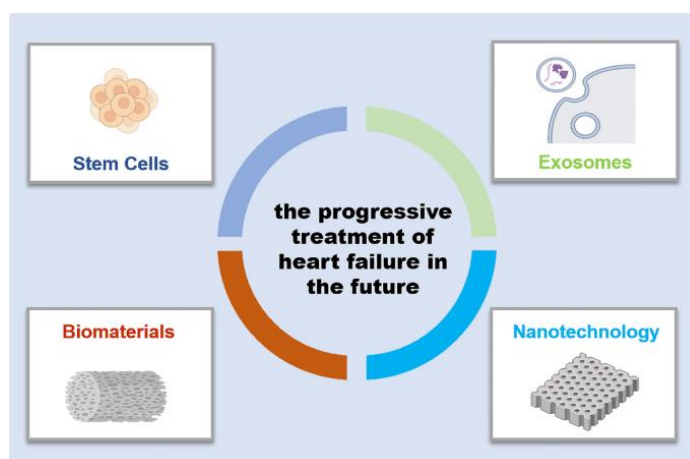 Stem Cells
Exosomes
the progressive
treatment of
heart failure in
the future
Biomaterials
Nanotechnology